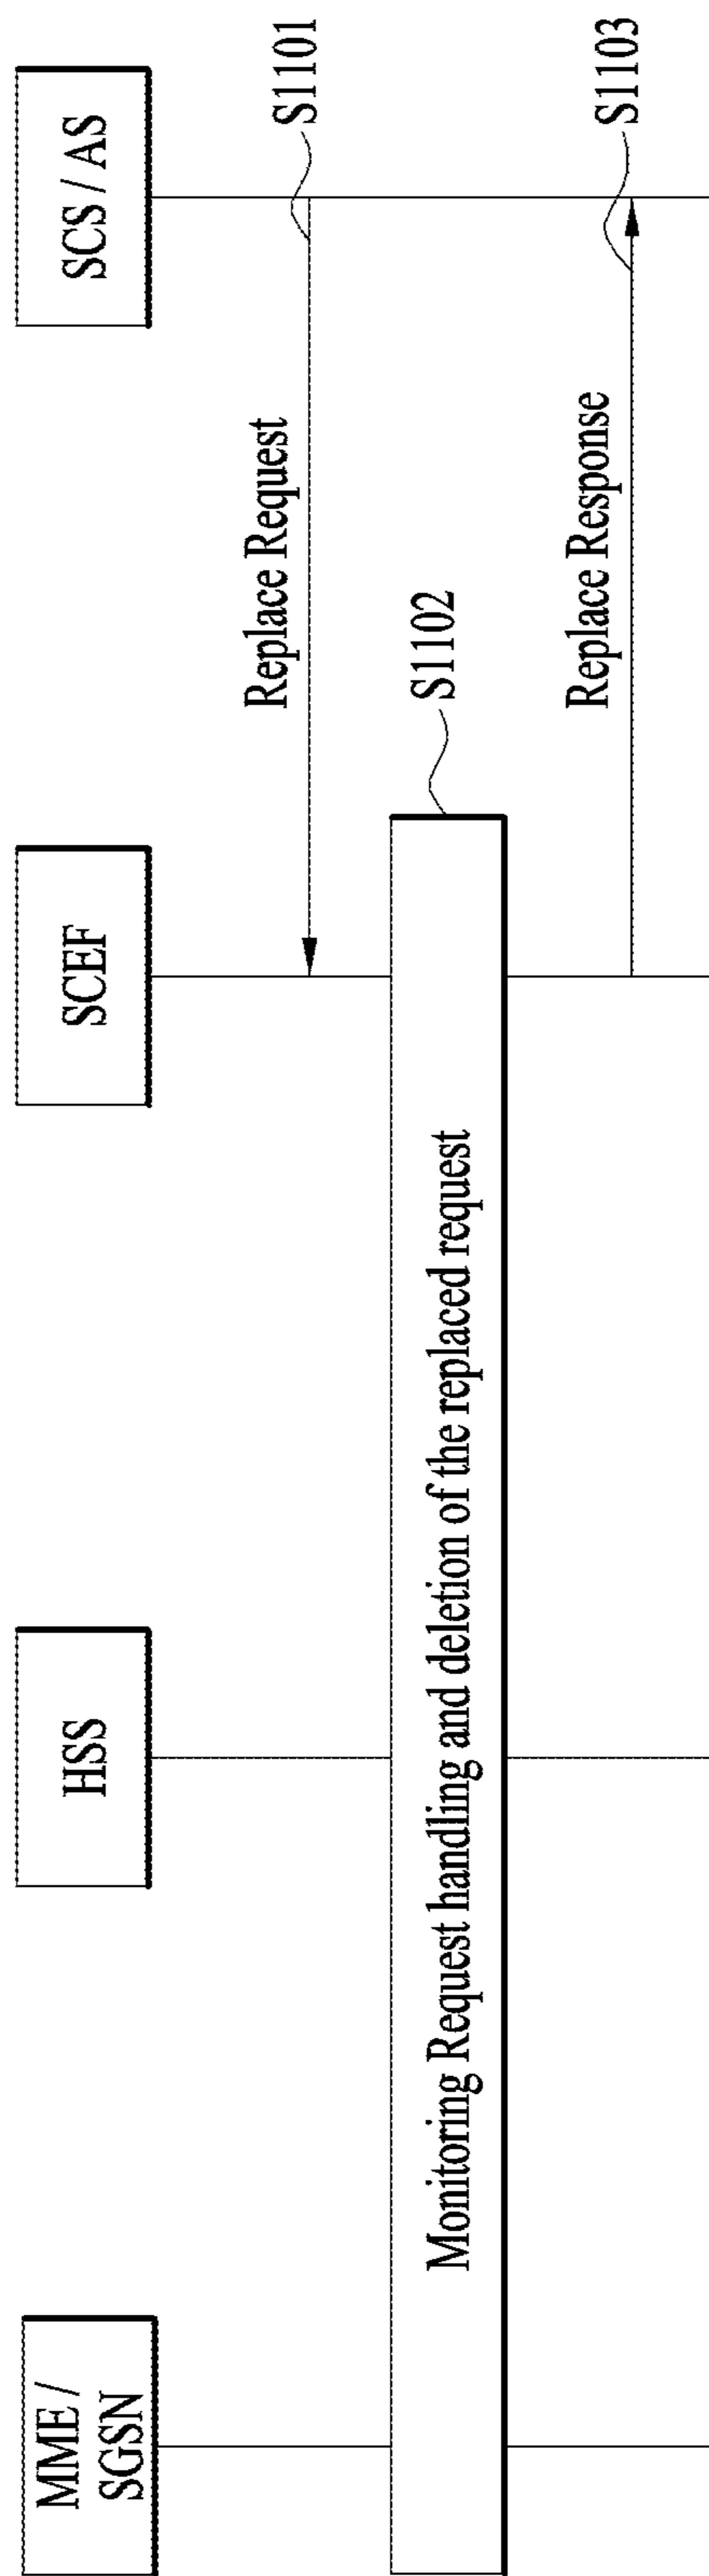 MME /
SGSN
HSS
SCEF
SCS / AS
Replace Request
S1101
S1102
Monitoring Request handling and deletion of the replaced request
Replace Response
S1103